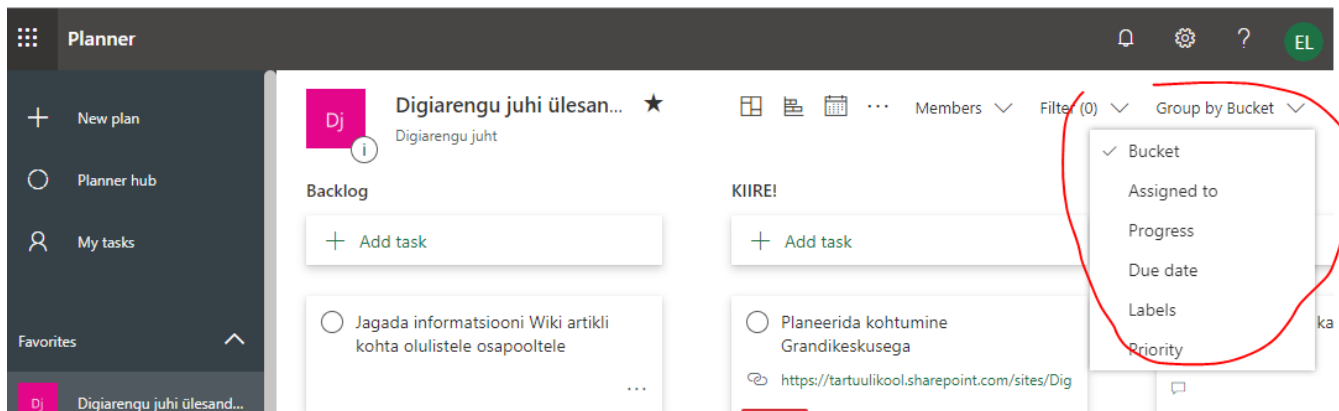 Planner
?
EL
New plan
Planner hub
My tasks
Favorites
Dj
Digiarengu juhi ülesand...
Dj
i
Digiarengu juhi ülesan...
Digiarengu juht
...
Members
Filter (0)
Group by Bucket
Bucket
Assigned to
Progress
Due date
Labels
Priority
Backlog
Add task
Jagada informatsiooni Wiki artikli
kohta olulistele osapooltele
...
KIIRE!
Add task
Planeerida kohtumine
Grandikeskusega
https://tartuulikool.sharepoint.com/sites/Dig
ka